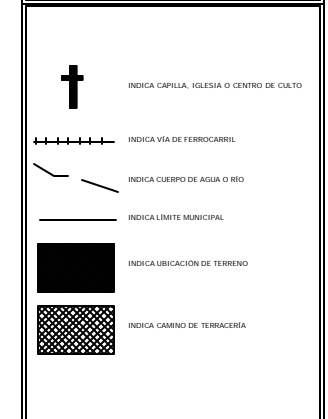 INDICA CAPILLA, IGLESIA O CENTRO DE CULTO
INDICA VÍA DE FERROCARRIL
INDICA CUERPO DE AGUA O RÍO
INDICA LÍMITE MUNICIPAL
INDICA UBICACIÓN DE TERRENO
INDICA CAMINO DE TERRACERÍA